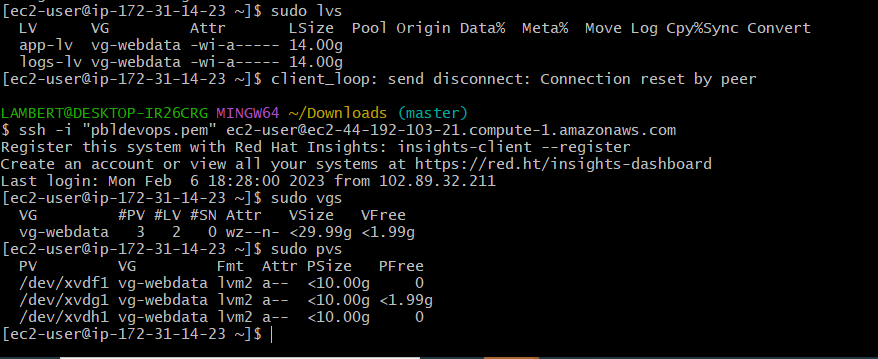 [ec2-user@ip-172-31-14-23 ~]$ sudo lvs
  LV      VG         Attr       LSize  Pool Origin Data%  Meta%  Move Log Cpy%Sync Convert
  app-lv  vg-webdata -wi-a----- 14.00g
  logs-lv vg-webdata -wi-a----- 14.00g
[ec2-user@ip-172-31-14-23 ~]$ client_loop: send disconnect: Connection reset by peer
LAMBERT@DESKTOP-IR26CRG MINGW64 ~/Downloads (master)
$ ssh -i "pbldevops.pem" ec2-user@ec2-44-192-103-21.compute-1.amazonaws.com
Register this system with Red Hat Insights: insights-client --register
Create an account or view all your systems at https://red.ht/insights-dashboard
Last login: Mon Feb  6 18:28:00 2023 from 102.89.32.211
[ec2-user@ip-172-31-14-23 ~]$ sudo vgs
  VG         #PV #LV #SN Attr   VSize   VFree
  vg-webdata   3   2   0 wz--n- <29.99g <1.99g
[ec2-user@ip-172-31-14-23 ~]$ sudo pvs
  PV         VG         Fmt  Attr PSize   PFree
  /dev/xvdf1 vg-webdata lvm2 a--  <10.00g     0
  /dev/xvdg1 vg-webdata lvm2 a--  <10.00g <1.99g
  /dev/xvdh1 vg-webdata lvm2 a--  <10.00g     0
[ec2-user@ip-172-31-14-23 ~]$